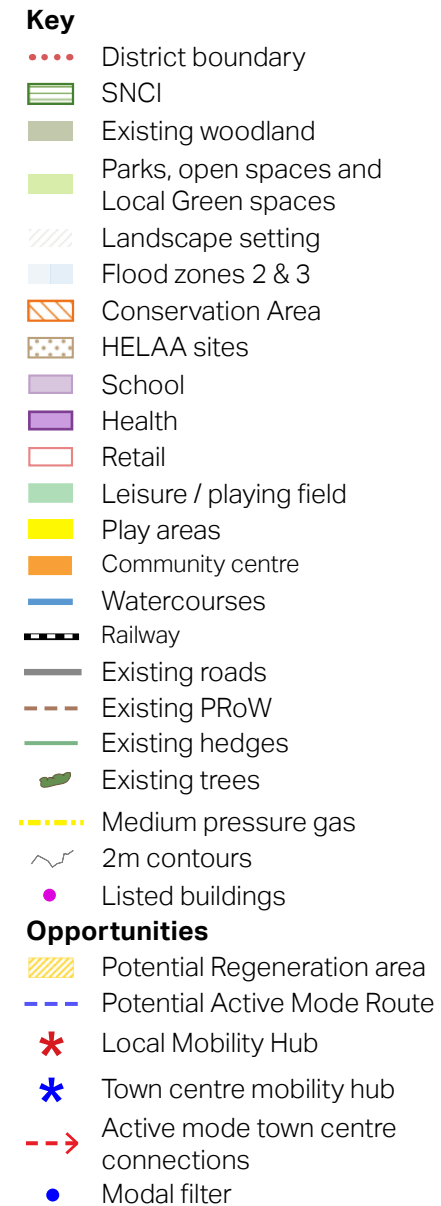 Key
District boundary
SNCI
Existing woodland
Parks, open spaces and
Local Green spaces
Landscape setting
Flood zones 2 & 3
Conservation Area
HELAA sites
School
Health
Retail
Leisure / playing field
Play areas
Community centre
Watercourses
Railway
Existing roads
Existing PRoW
Existing hedges
Existing trees
Medium pressure gas
2m contours
Listed buildings
Opportunities
Potential Regeneration area
Potential Active Mode Route
Local Mobility Hub
Town centre mobility hub
Active mode town centre
connections
Modal filter